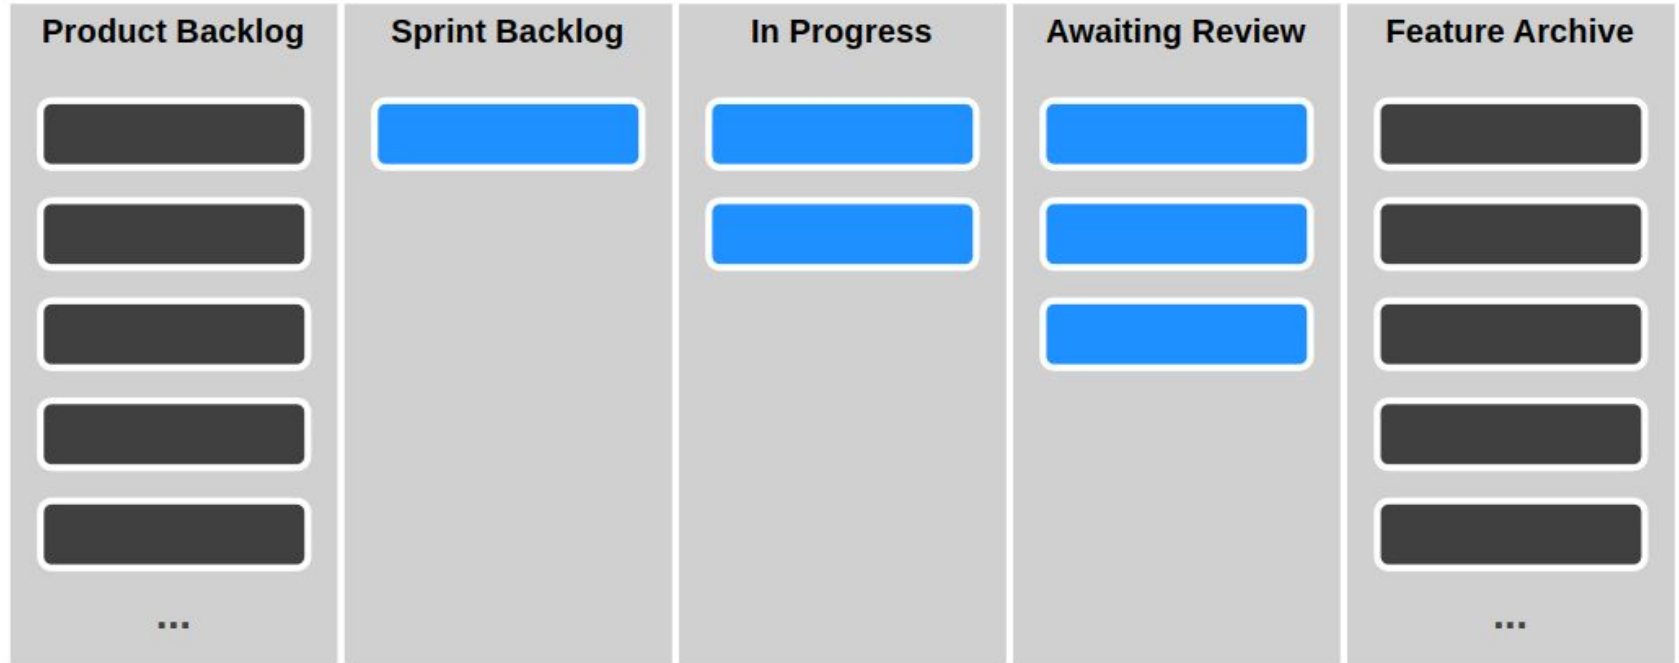 Product Backlog
Sprint Backlog
In Progress
Awaiting Review
Feature Archive
...
...